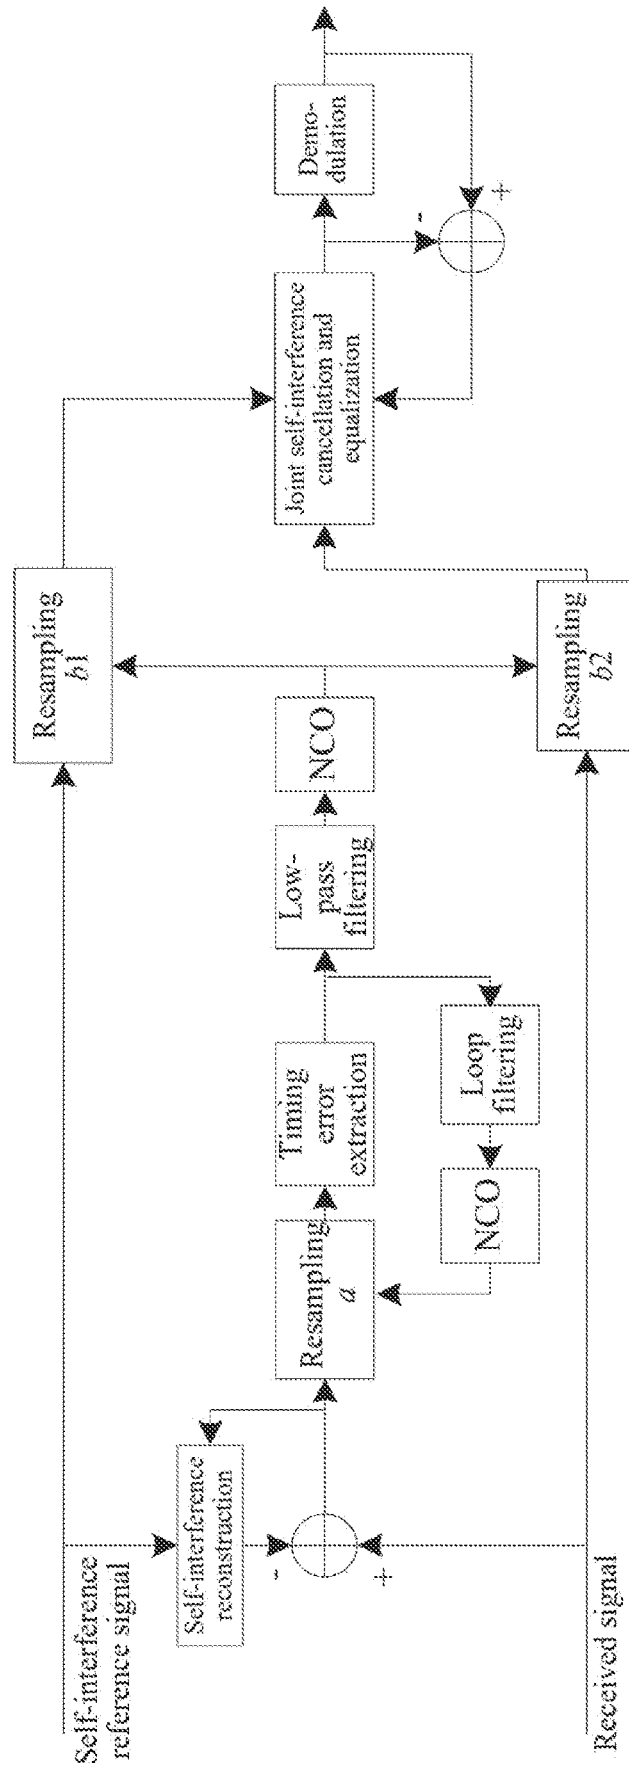 Self-interference
reference signal
Self-interference
reconstruction
-
+
Received signal
Resampling
a
Timing
error
extraction
Loop
filtering
NCO
Low-
pass
filtering
NCO
Resampling
b1
Resampling
b2
Joint self-interference
cancellation and
equalization
Demo-
dulation
-
+